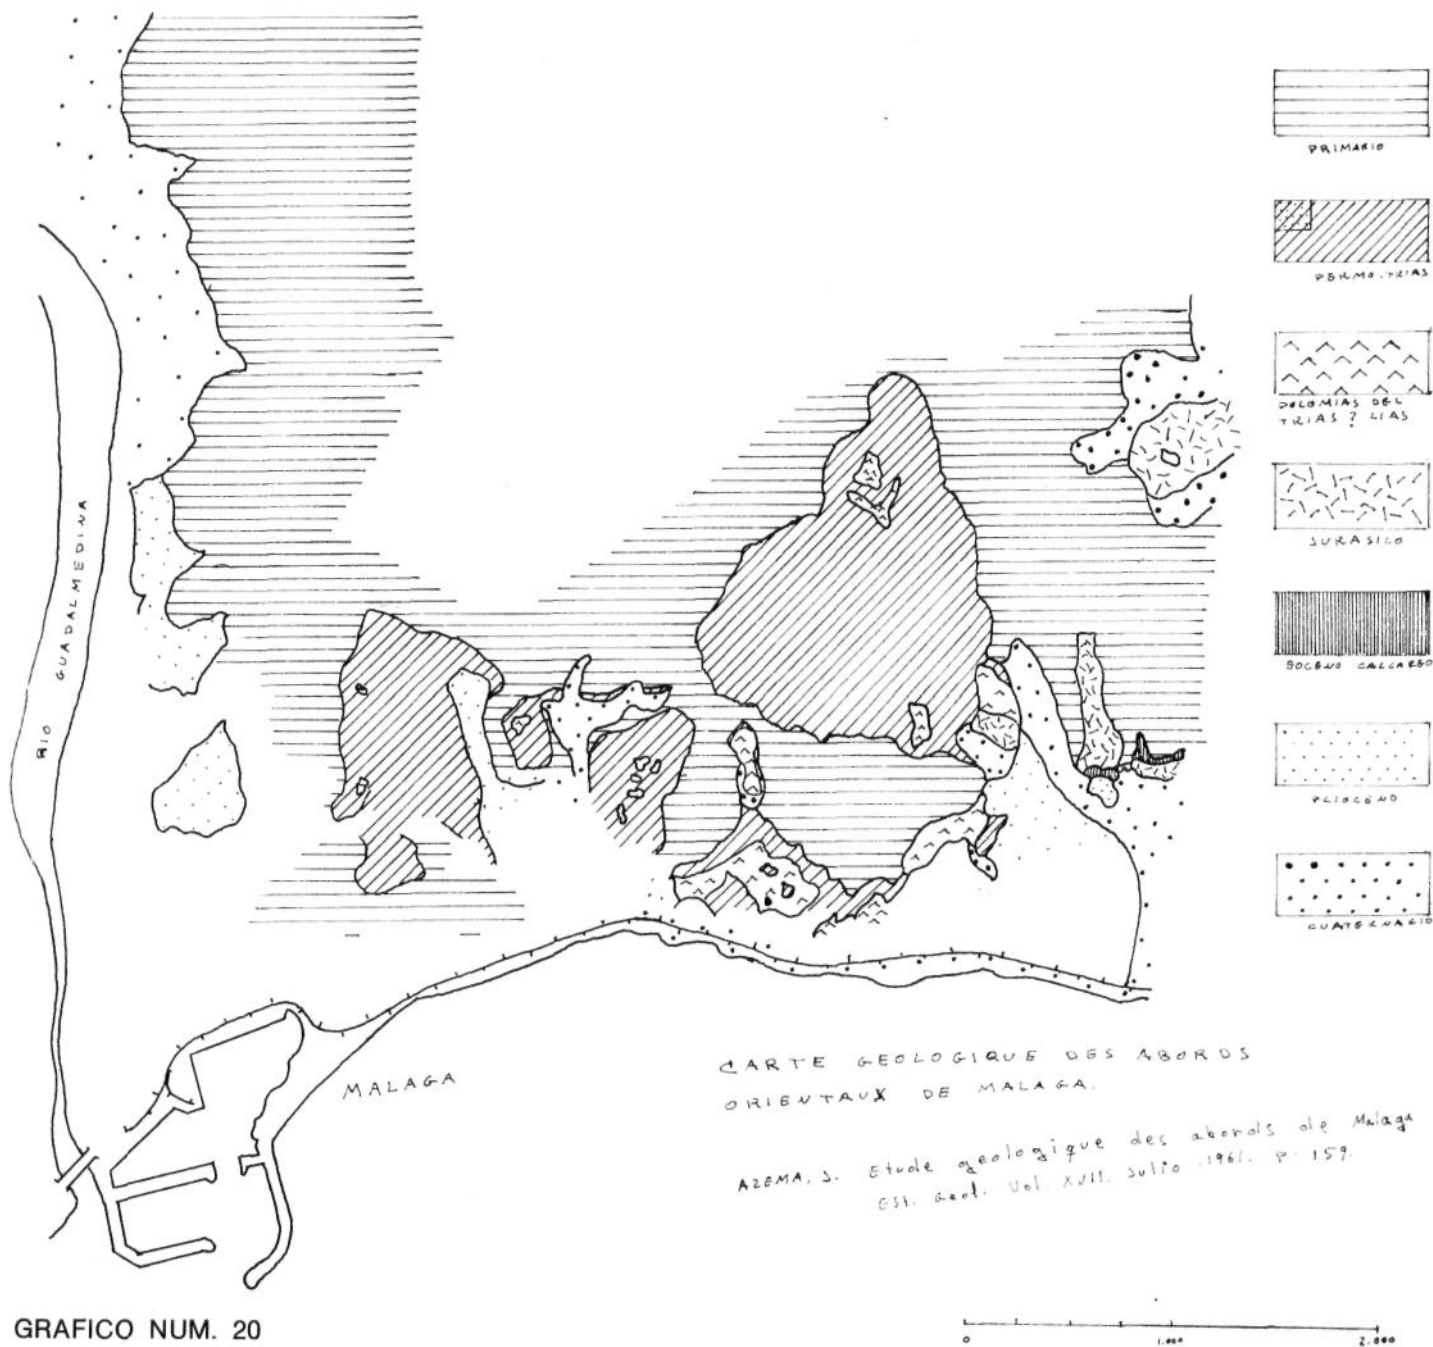 PRIMARIO
PERMO-TRIAS
DOLOMIAS DEL
TRIAS ? LIAS
JURASICO
EOCENO CALCAREO
PLIOCENO
CUATERNARIO
RIO GUADALMEDINA
MALAGA
CARTE GEOLOGIQUE DES ABORDS
ORIENTAUX DE MALAGA.
AZEMA, J. Etude geologique des abords de Malaga
Est. Geol. Vol. XVII. Julio .1961. P. 159.
GRAFICO NUM. 20
0 1.000 2.000